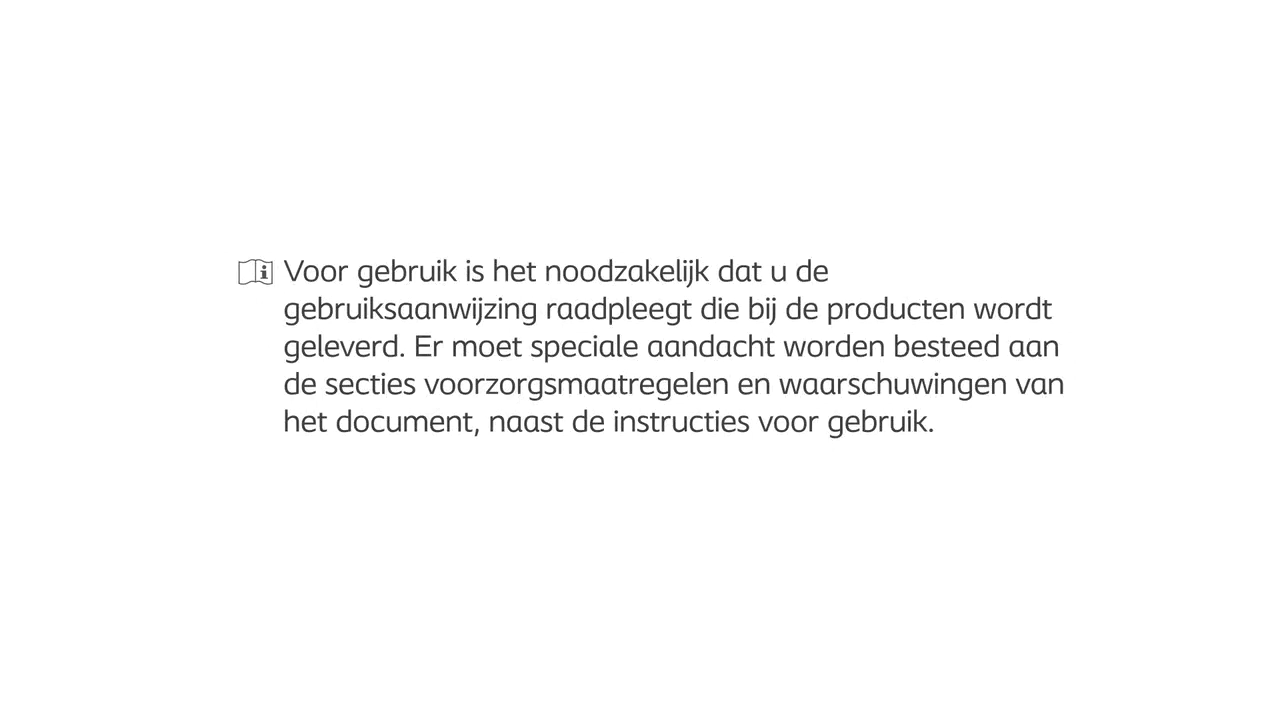 Voor gebruik is het noodzakelijk dat u de
gebruiksaanwijzing raadpleegt die bij de producten wordt
geleverd. Er moet speciale aandacht worden besteed aan
de secties voorzorgsmaatregelen en waarschuwingen van
het document, naast de instructies voor gebruik.